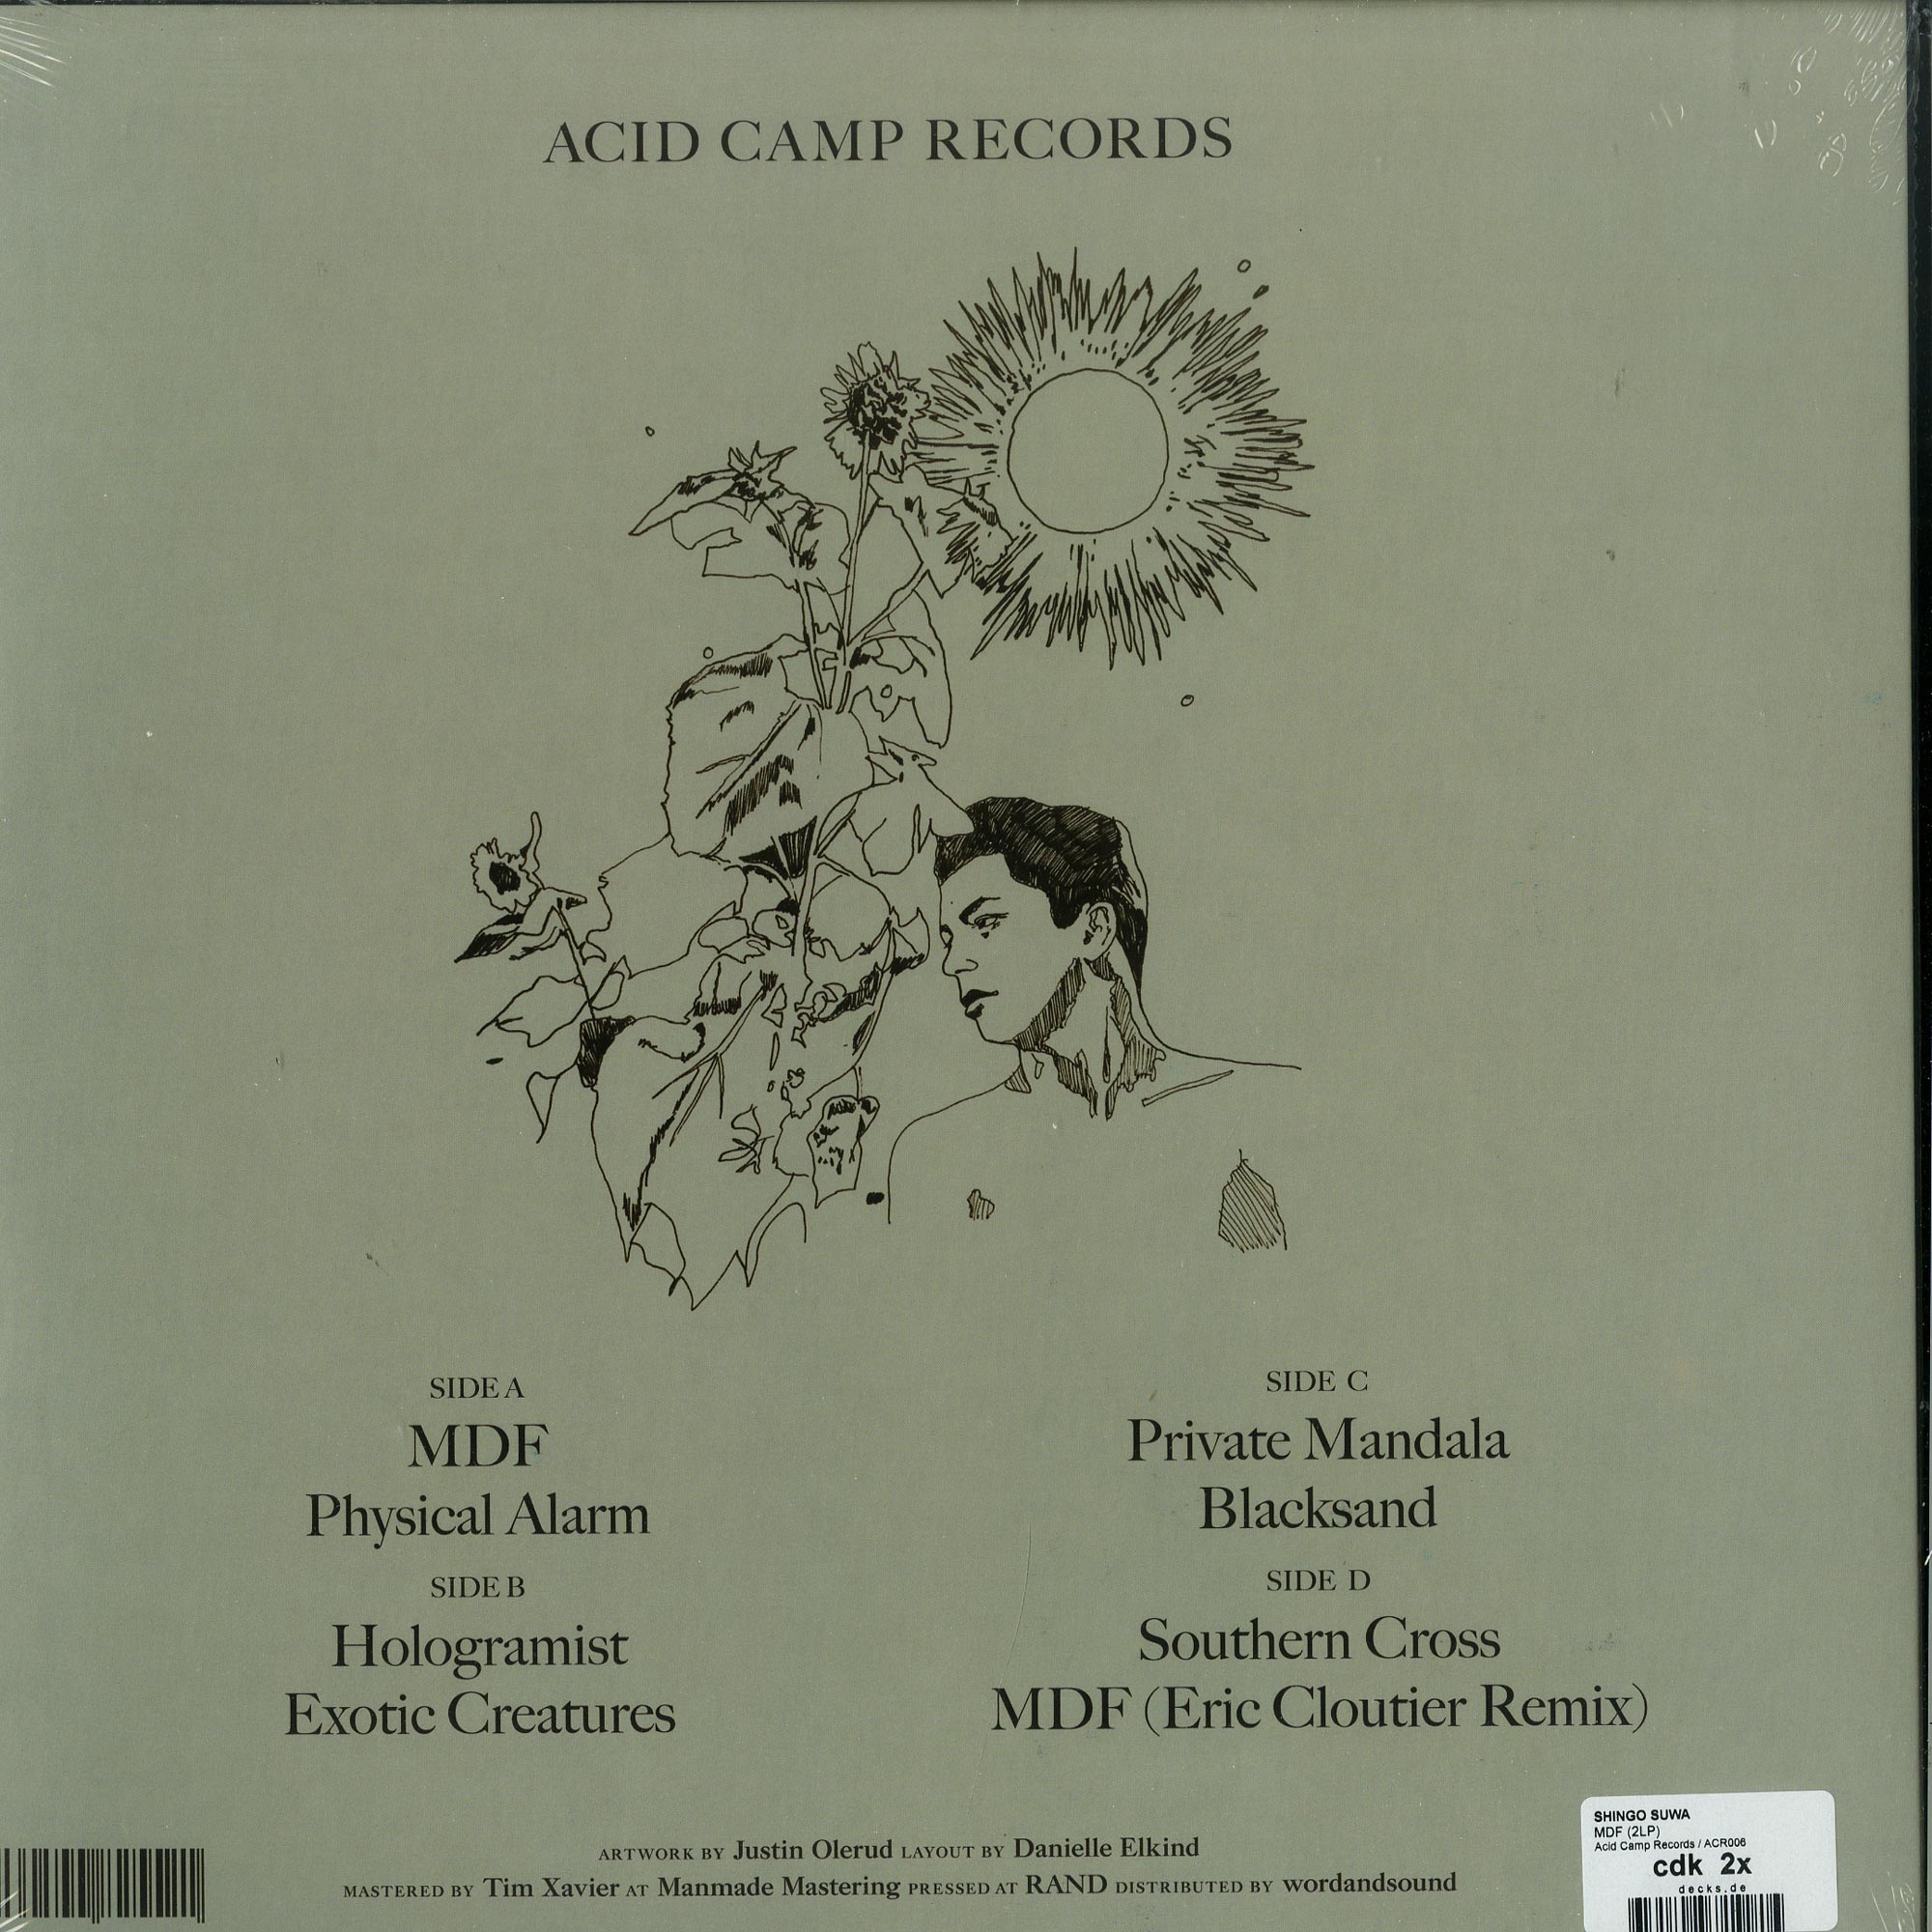 ACID CAMP RECORDS
SIDE A
MDF
Physical Alarm
SIDE B
Hologramist
Exotic Creatures
SIDE C
Private Mandala
Blacksand
SIDE D
Southern Cross
MDF (Eric Cloutier Remix)
ARTWORK BY Justin Olerud LAYOUT BY Danielle Elkind
MASTERED BY Tim Xavier AT Manmade Mastering PRESSED AT RAND DISTRIBUTED BY wordandsound
SHINGO SUWA
MDF (2LP)
Acid Camp Records / ACR006
cdk 2x
decks.de